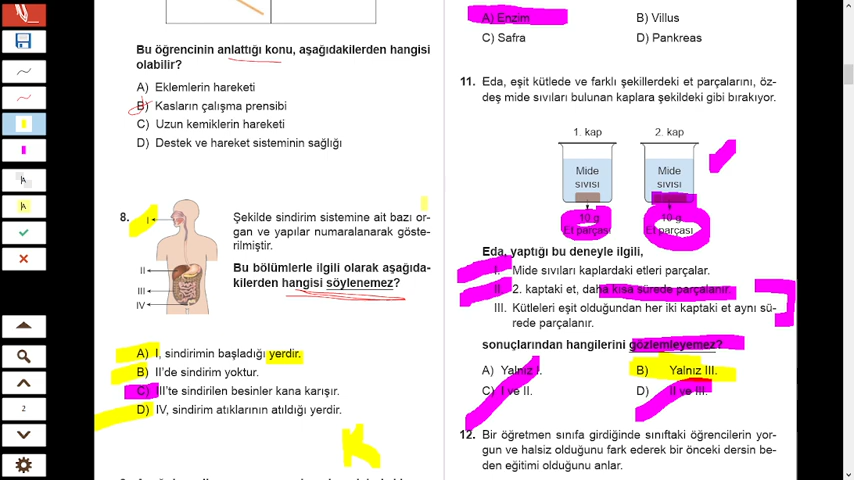 Bu öğrencinin anlattığı konu, aşağıdakilerden hangisi
olabilir?
A) Eklemlerin hareketi
B) Kasların çalışma prensibi
C) Uzun kemiklerin hareketi
D) Destek ve hareket sisteminin sağlığı
8.
I
II
III
IV
Şekilde sindirim sistemine ait bazı or-
gan ve yapılar numaralanarak göste-
rilmiştir.
Bu bölümlerle ilgili olarak aşağıda-
kilerden hangisi söylenemez?
A) I, sindirimin başladığı yerdir.
B) II'de sindirim yoktur.
C) III'te sindirilen besinler kana karışır.
D) IV, sindirim atıklarının atıldığı yerdir.
K
2
A) Enzim
B) Villus
C) Safra
D) Pankreas
11. Eda, eşit kütlede ve farklı şekillerdeki et parçalarını, öz-
deş mide sıvıları bulunan kaplara şekildeki gibi bırakıyor.
1. kap
2. kap
Mide
sıvısı
Mide
sıvısı
10 g
Et parçası
10 g
Et parçası
Eda, yaptığı bu deneyle ilgili,
I. Mide sıvıları kaplardaki etleri parçalar.
II. 2. kaptaki et, daha kısa sürede parçalanır.
III. Kütleleri eşit olduğundan her iki kaptaki et aynı sü-
rede parçalanır.
sonuçlarından hangilerini gözlemleyemez?
A) Yalnız I.
B) Yalnız III.
C) I ve II.
D) II ve III.
12. Bir öğretmen sınıfa girdiğinde sınıftaki öğrencilerin yor-
gun ve halsiz olduğunu fark ederek bir önceki dersin be-
den eğitimi olduğunu anlar.